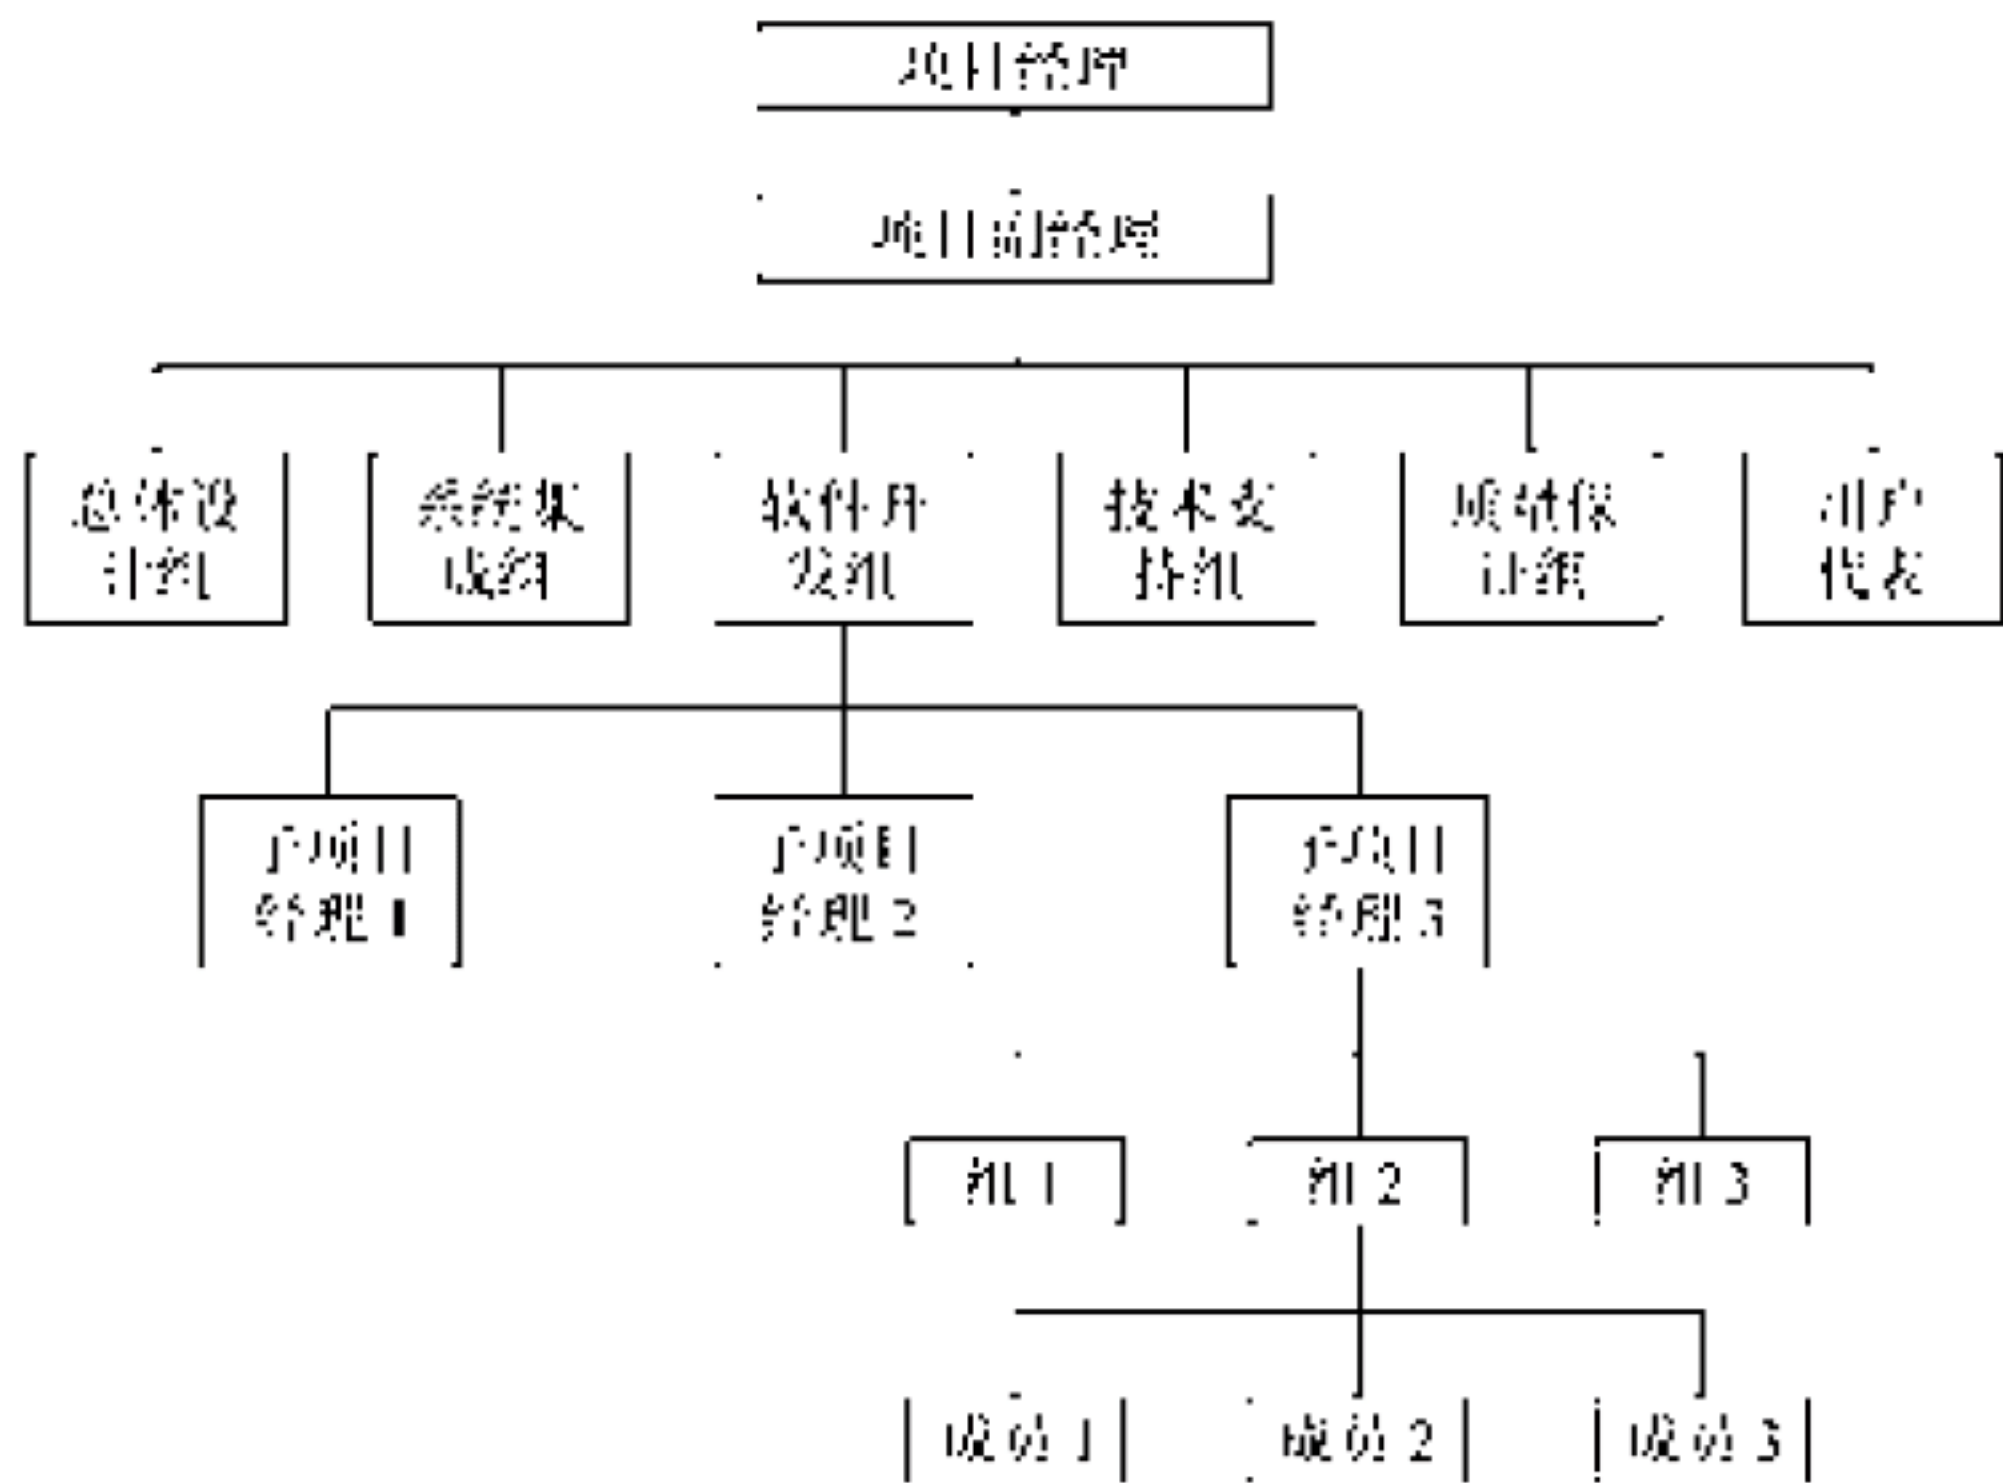 项目经理
项目副经理
总体设
计组
系统集
成组
软件开
发组
技术支
持组
质量保
证组
用户
代表
子项目
经理 1
子项目
经理 2
子项目
经理 3
组 1
组 2
组 3
成员 1
成员 2
成员 3